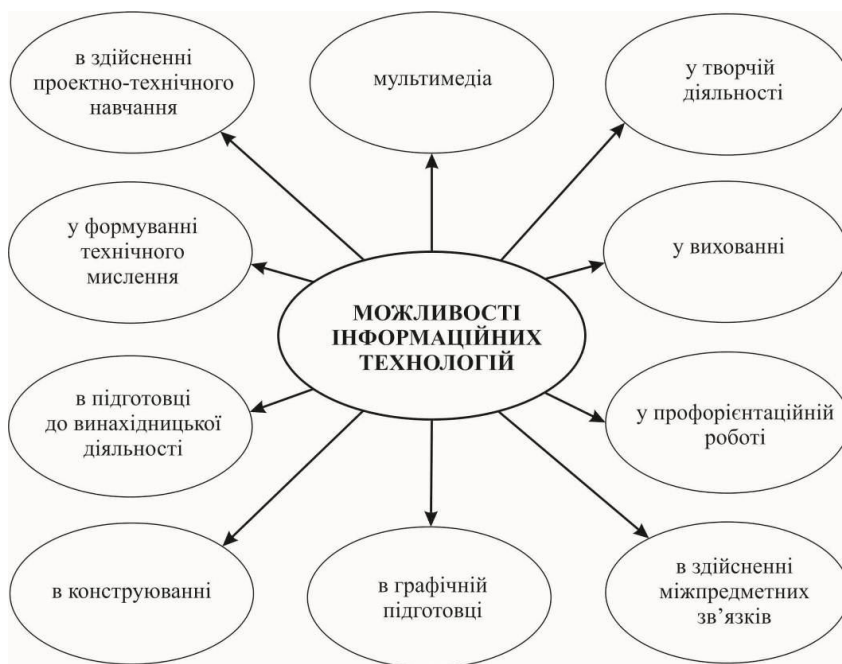 в здійсненні
проектно-технічного
навчання
мультимедіа
у творчій
діяльності
у формуванні
технічного
мислення
у вихованні
МОЖЛИВОСТІ
ІНФОРМАЦІЙНИХ
ТЕХНОЛОГІЙ
в підготовці
до винахідницької
діяльності
у профорієнтаційній
роботі
в конструюванні
в графічній
підготовці
в здійсненні
міжпредметних
зв’язків